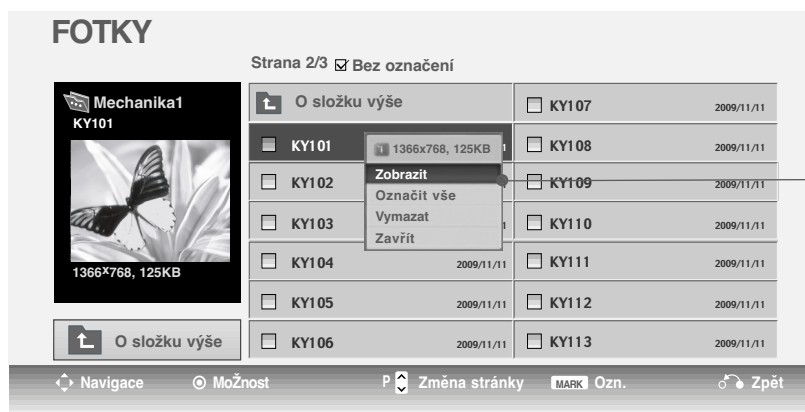 FOTKY
Strana 2/3 Bez označení
Mechanika1
KY101
1366x768, 125KB
O složku výše
O složku výše
KY101
1366x768, 125KB
1
Zobrazit
Označit vše
Vymazat
Zavřít
KY102
KY103
KY104 2009/11/11
KY105 2009/11/11
KY106 2009/11/11
KY107 2009/11/11
KY108 2009/11/11
KY109 2009/11/11
KY110 2009/11/11
KY111 2009/11/11
KY112 2009/11/11
KY113 2009/11/11
Navigace MoŽnost P Změna stránky MARK Ozn. Zpět